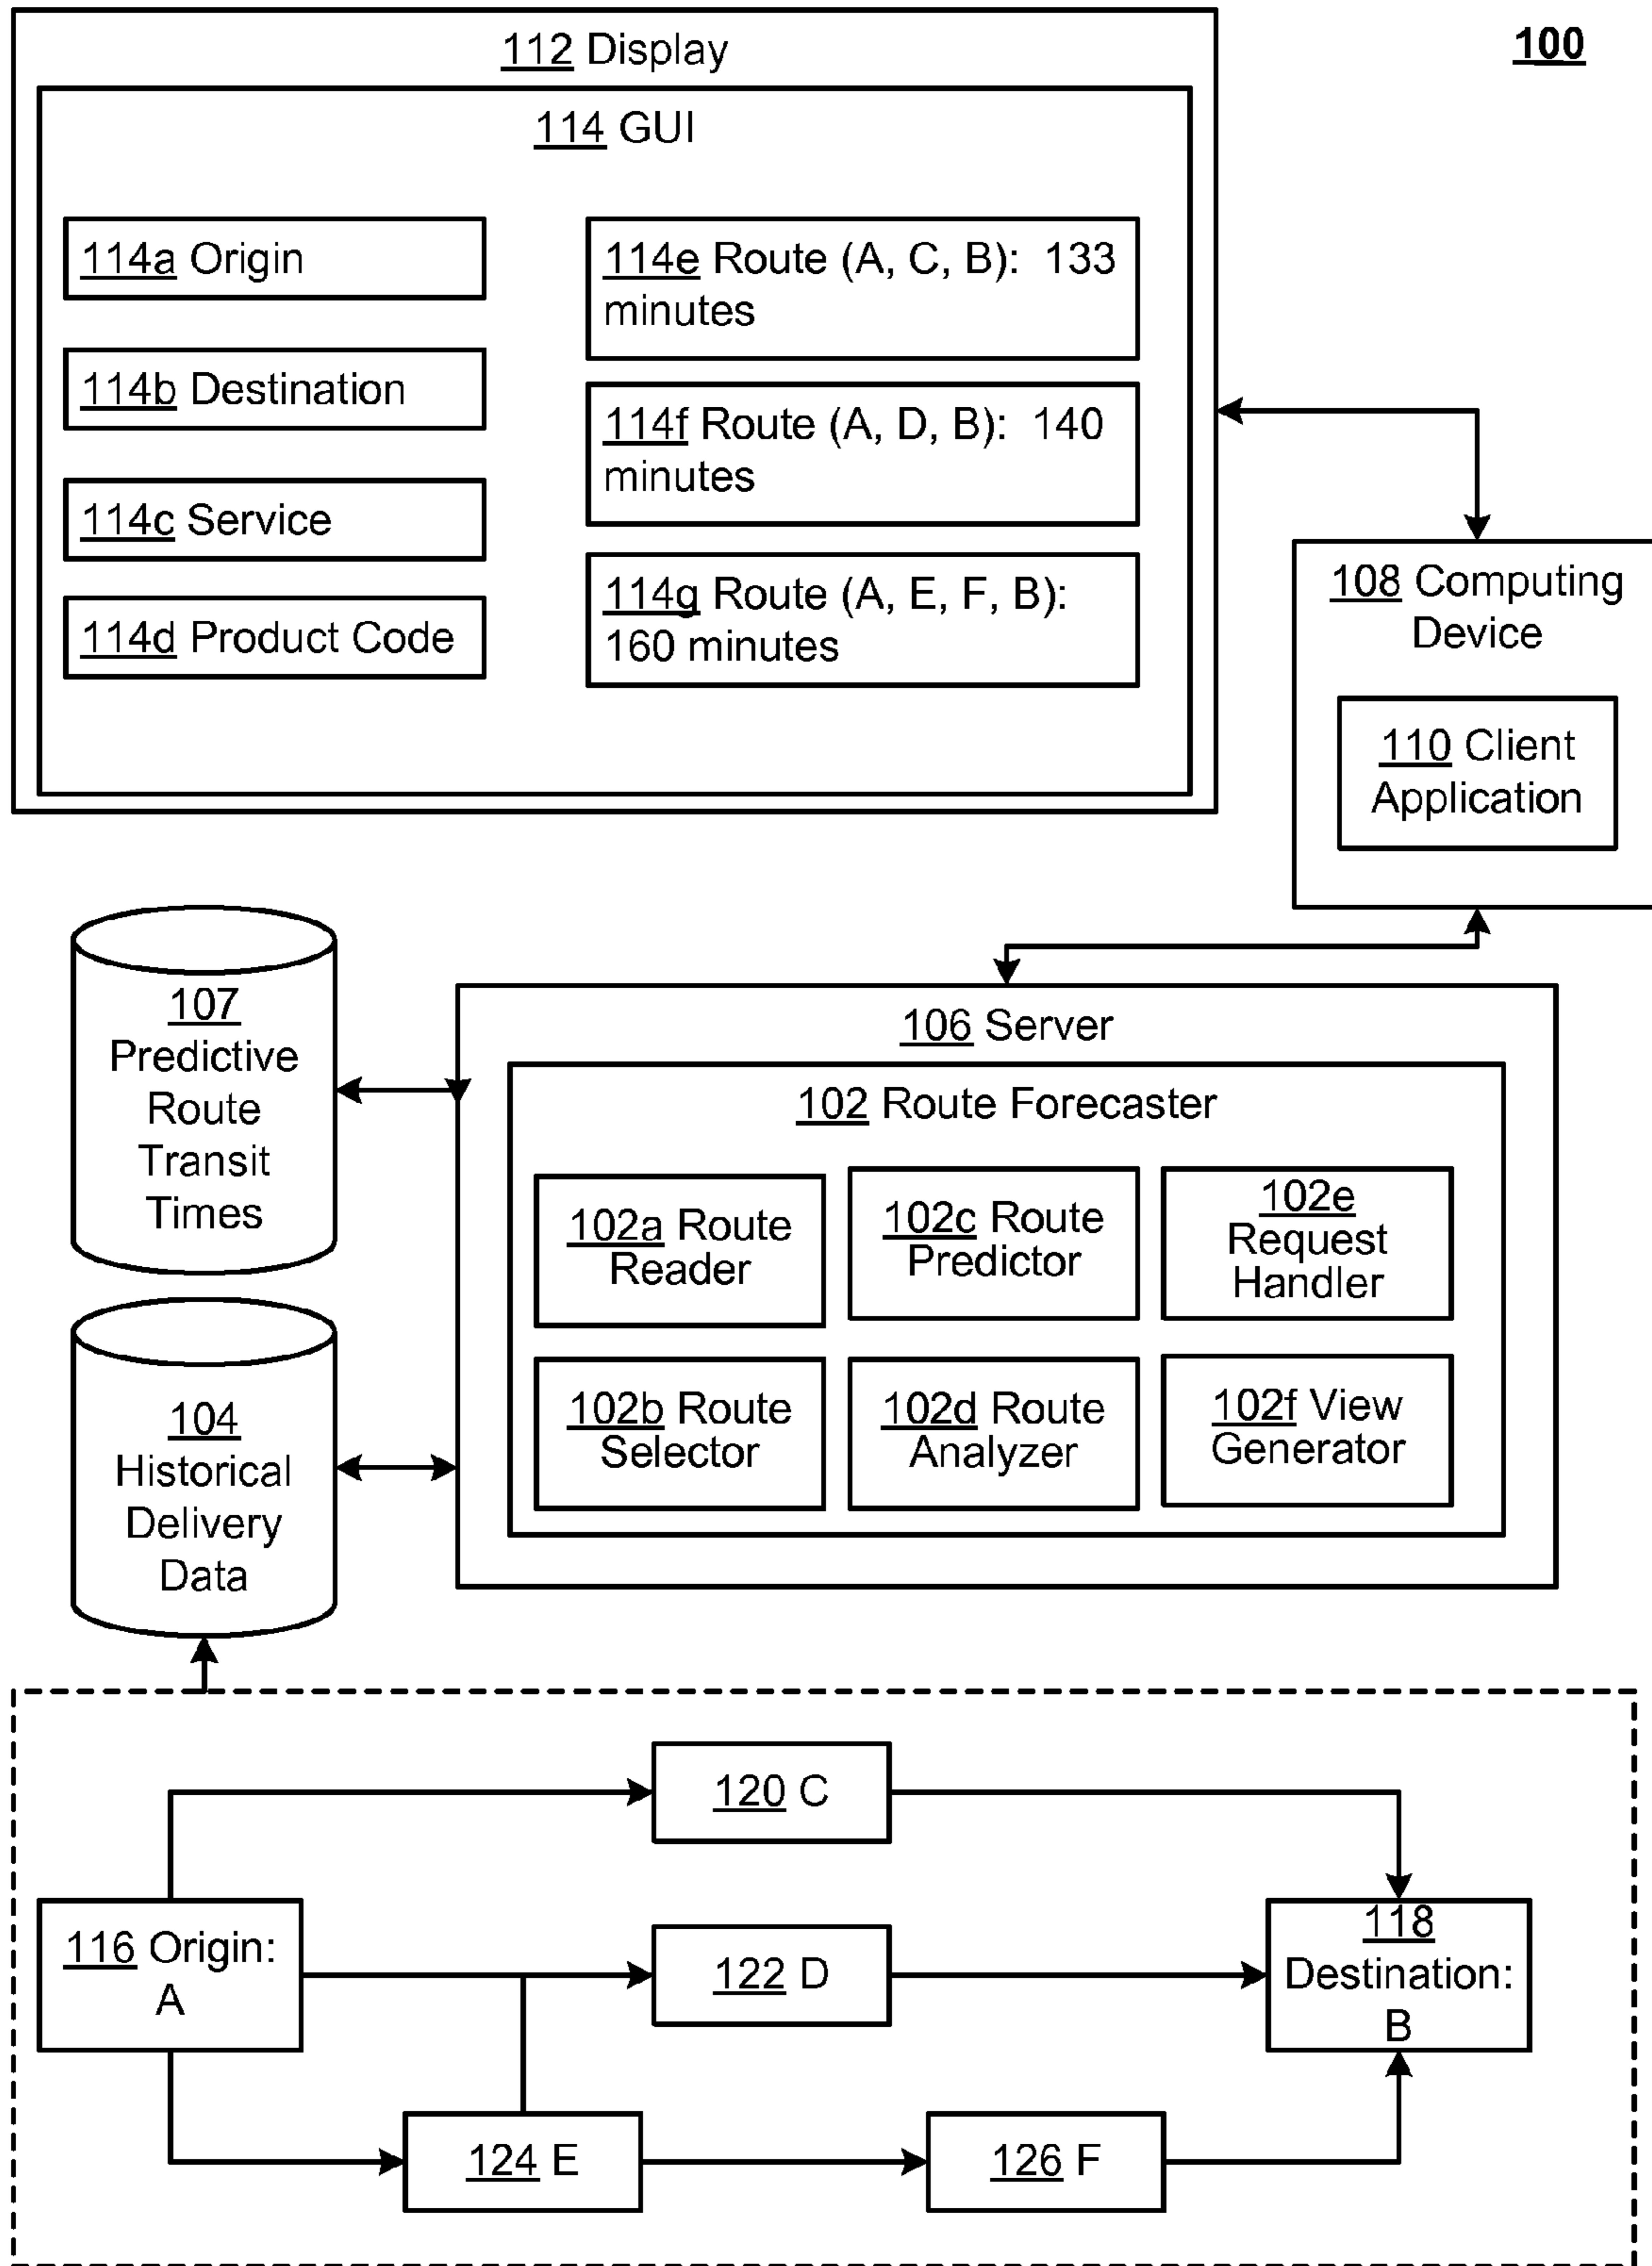 100
112 Display
114 GUI
114a Origin
114b Destination
114c Service
114d Product Code
114e Route (A, C, B): 133
minutes
114f Route (A, D, B): 140
minutes
114g Route (A, E, F, B):
160 minutes
108 Computing
Device
110 Client
Application
107
Predictive
Route
Transit
Times
104
Historical
Delivery
Data
106 Server
102 Route Forecaster
102a Route
Reader
102c Route
Predictor
102e
Request
Handler
102b Route
Selector
102d Route
Analyzer
102f View
Generator
120 C
116 Origin:
A
122 D
118
Destination:
B
124 E
126 F